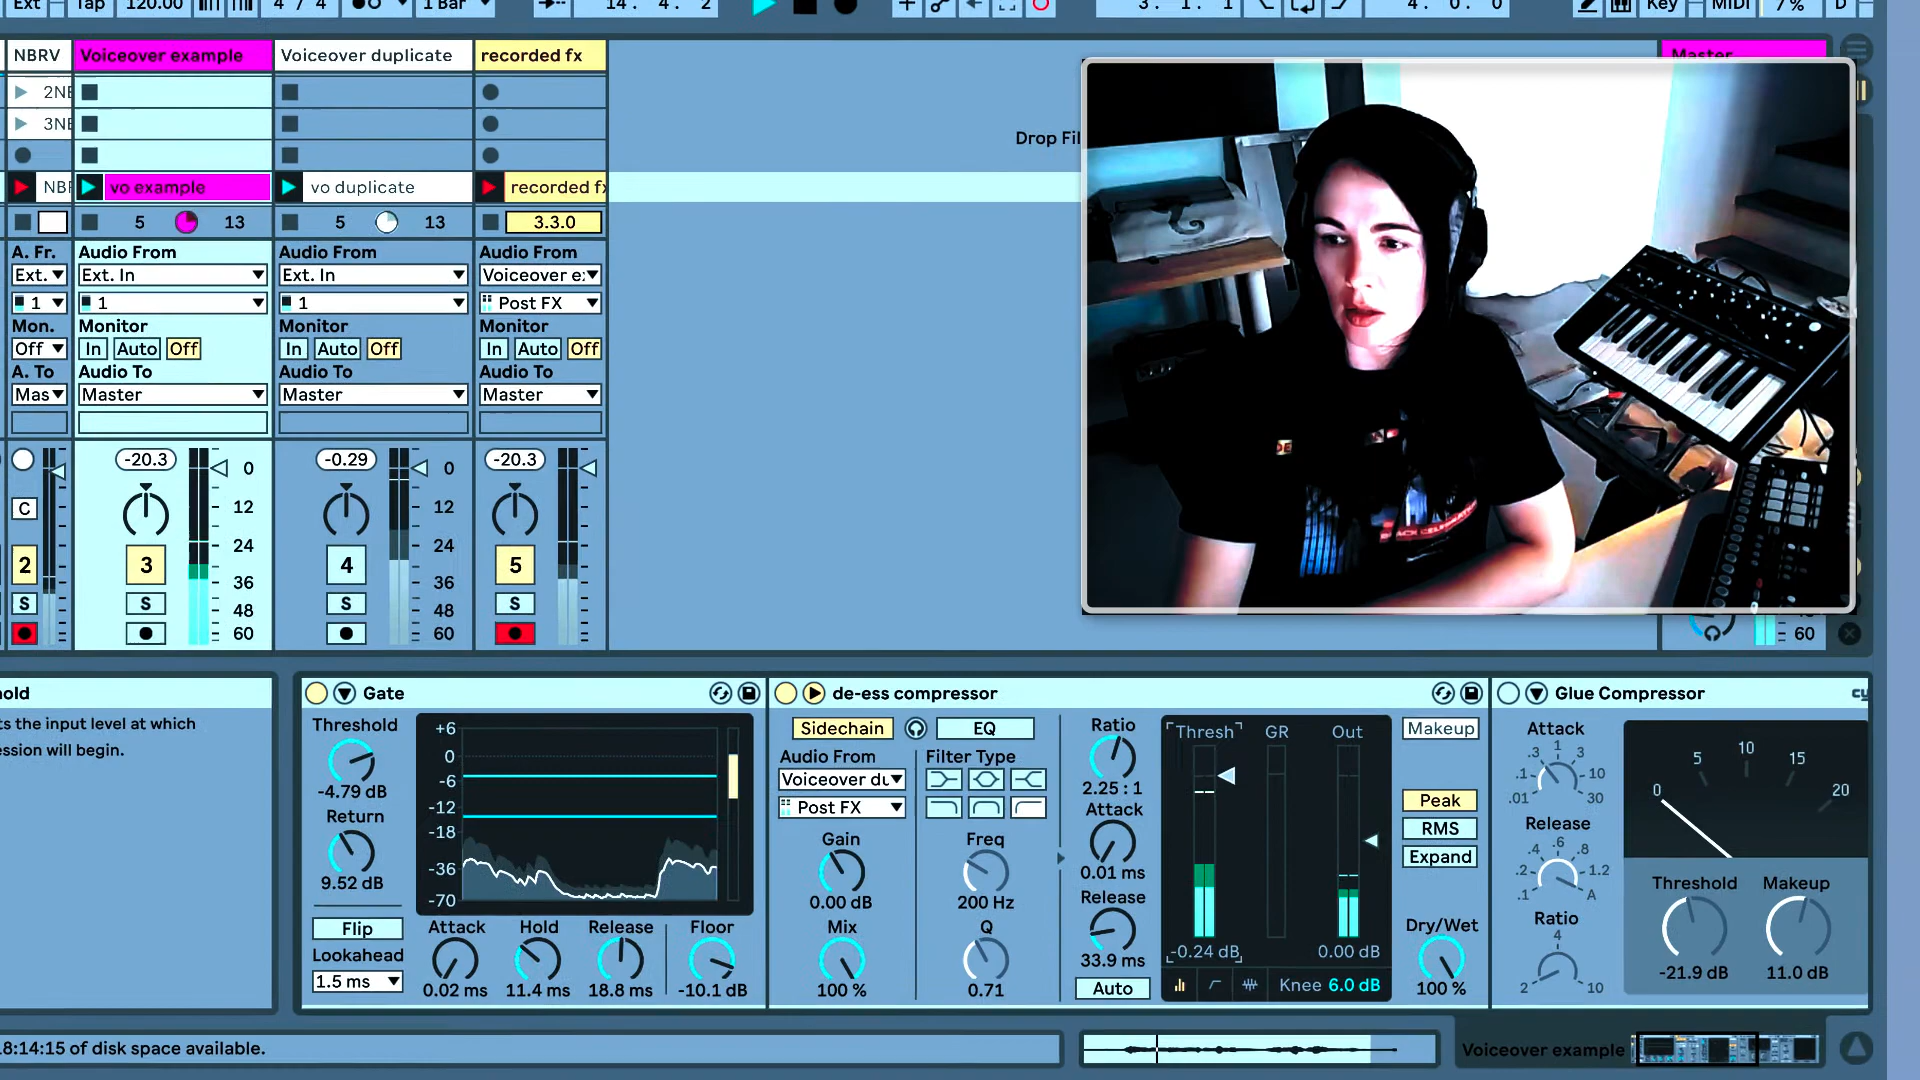 Ext
Tap
120.00
4 / 4
1 Bar
14. 4. 2
3. 1. 1
4. 0. 0
Key
MIDI
7 %
D
NBRV
Voiceover example
Voiceover duplicate
recorded fx
Master
2NE
3NE
Drop Fil
NBF
vo example
vo duplicate
recorded fx
5
13
5
13
3.3.0
A. Fr.
Audio From
Audio From
Audio From
Ext.
Ext. In
Ext. In
Voiceover e:
1
1
1
Post FX
Mon.
Monitor
Monitor
Monitor
Off
In Auto Off
In Auto Off
In Auto Off
A. To
Audio To
Audio To
Audio To
Mas
Master
Master
Master
-20.3
-0.29
-20.3
0
12
24
36
48
60
0
12
24
36
48
60
C
2
3
4
5
S
S
S
S
60
old
ts the input level at which
ession will begin.
Gate
Threshold
-4.79 dB
Return
9.52 dB
Flip
Lookahead
1.5 ms
+6
0
-6
-12
-18
-36
-70
Attack
0.02 ms
Hold
11.4 ms
Release
18.8 ms
Floor
-10.1 dB
de-ess compressor
Sidechain
EQ
Audio From
Voiceover du
Post FX
Filter Type
Gain
0.00 dB
Freq
200 Hz
Mix
100 %
Q
0.71
Ratio
2.25 : 1
Attack
0.01 ms
Release
33.9 ms
Auto
Thresh
GR
Out
-0.24 dB
0.00 dB
Knee 6.0 dB
Makeup
Peak
RMS
Expand
Dry/Wet
100 %
Glue Compressor
cy
Attack
.01
.1
.3
1
3
10
30
Release
.1
.2
.4
.6
.8
1.2
A
Ratio
2
4
10
0
5
10
15
20
Threshold
-21.9 dB
Makeup
11.0 dB
8:14:15 of disk space available.
Voiceover example